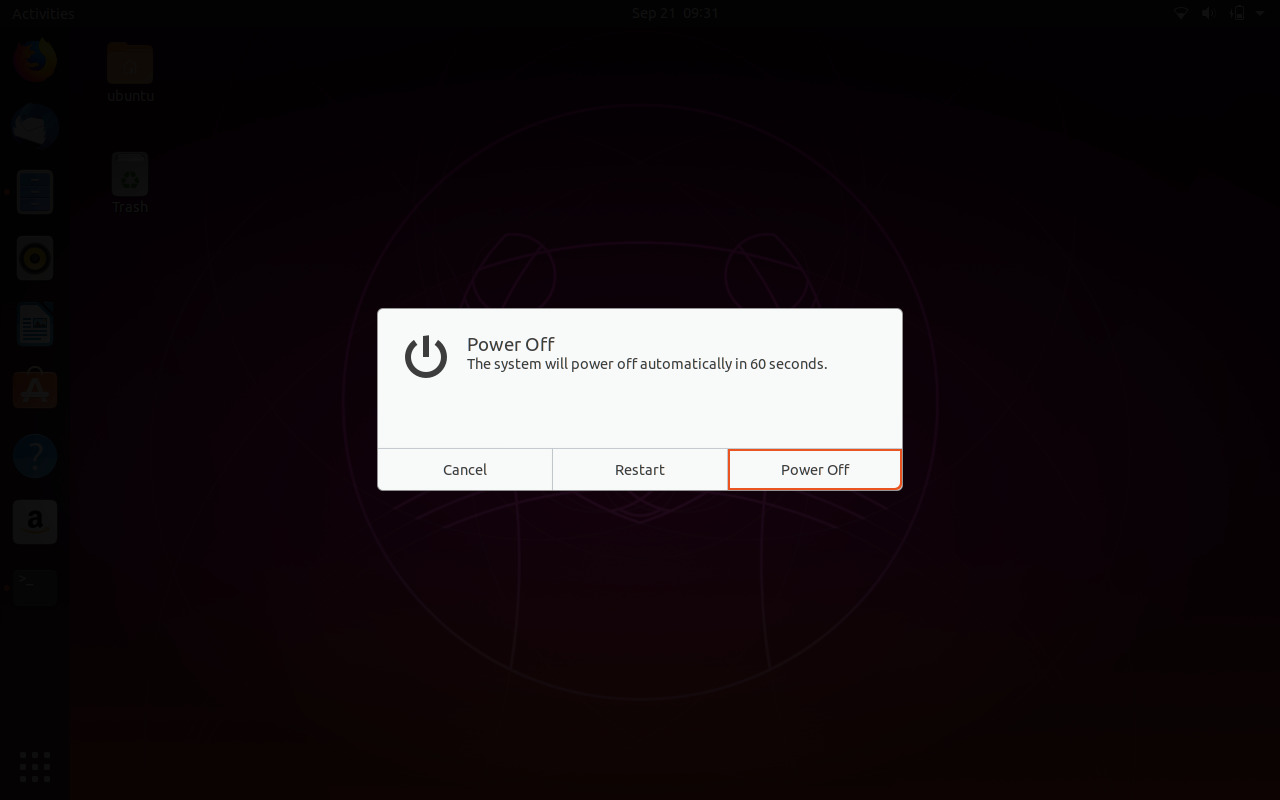 Activities
Sep 21 09:31
ubuntu
Trash
Power Off
The system will power off automatically in 60 seconds.
Cancel
Restart
Power Off